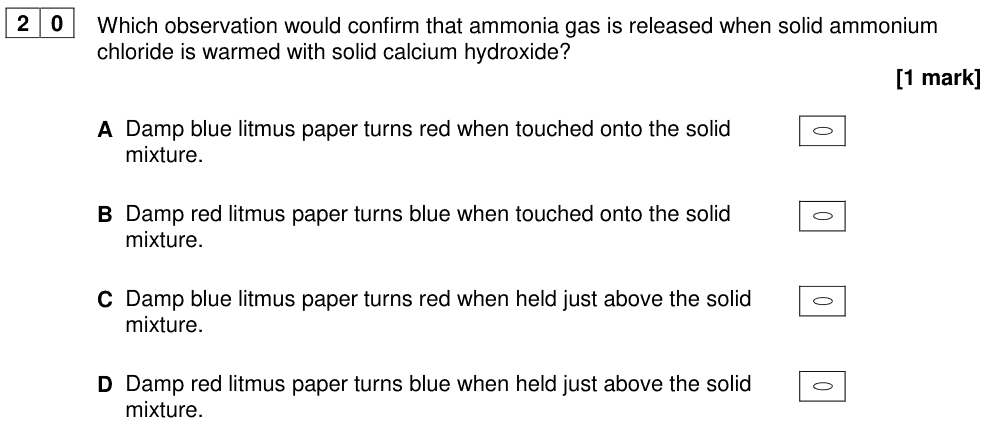 2 0 Which observation would confirm that ammonia gas is released when solid ammonium
chloride is warmed with solid calcium hydroxide?
[1 mark]
A Damp blue litmus paper turns red when touched onto the solid
mixture.
B Damp red litmus paper turns blue when touched onto the solid
mixture.
C Damp blue litmus paper turns red when held just above the solid
mixture.
D Damp red litmus paper turns blue when held just above the solid
mixture.